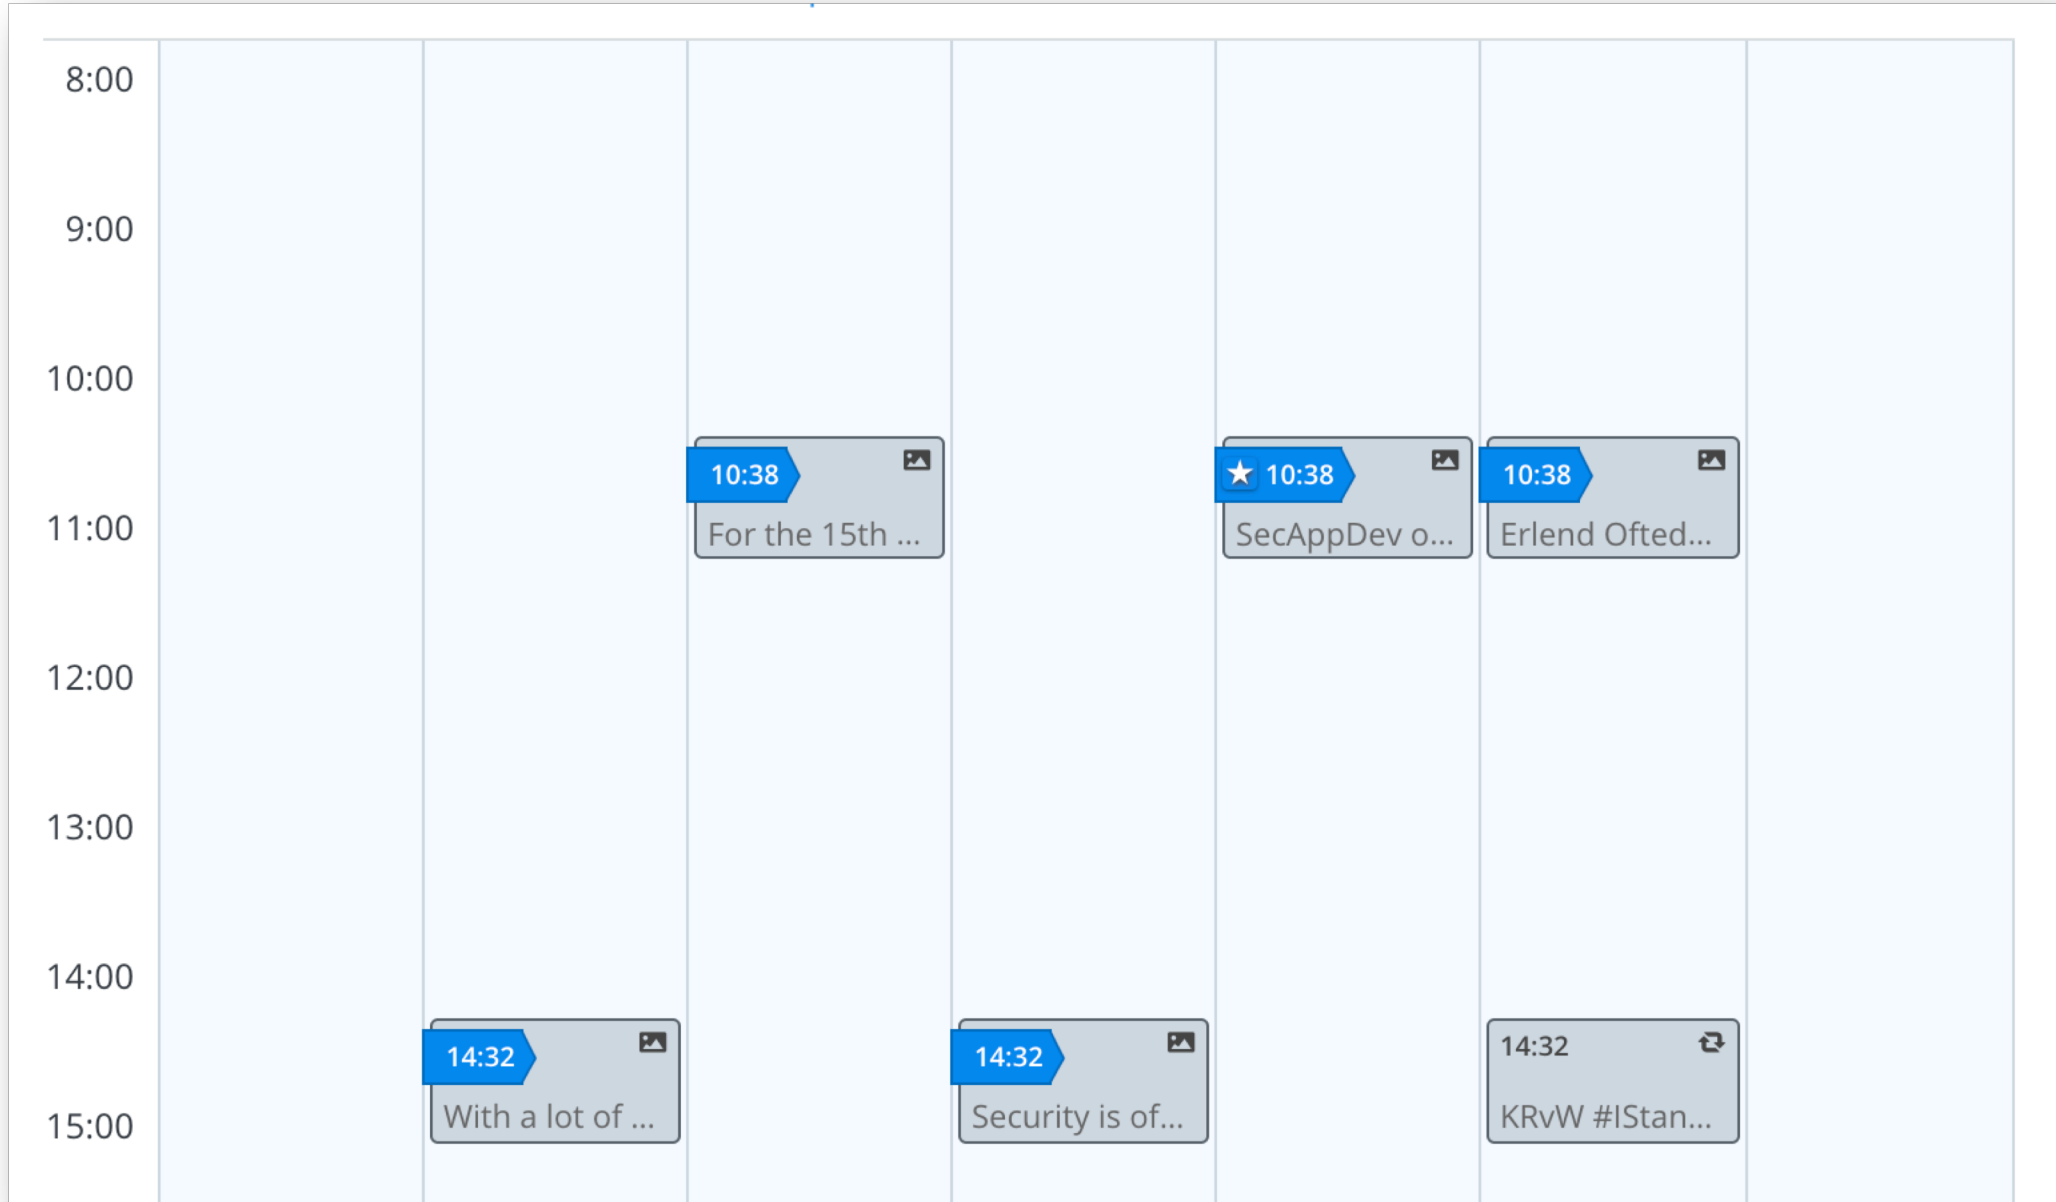 8:00
9:00
10:00
10:38
For the 15th ...
10:38
SecAppDev o...
10:38
Erlend Ofted...
11:00
12:00
13:00
14:00
14:32
With a lot of ...
14:32
Security is of...
14:32
KRvW #IStan...
15:00